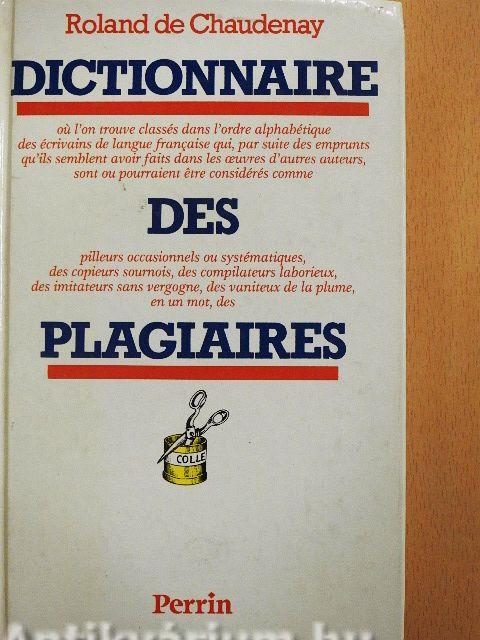 Roland de Chaudenay
DICTIONNAIRE
où l'on trouve classés dans l'ordre alphabétique
des écrivains de langue française qui, par suite des emprunts
qu'ils semblent avoir faits dans les œuvres d'autres auteurs,
sont ou pourraient être considérés comme
DES
pilleurs occasionnels ou systématiques,
des copieurs sournois, des compilateurs laborieux,
des imitateurs sans vergogne, des vaniteux de la plume,
en un mot, des
PLAGIAIRES
COLLE
Perrin
Antikvárium.hu